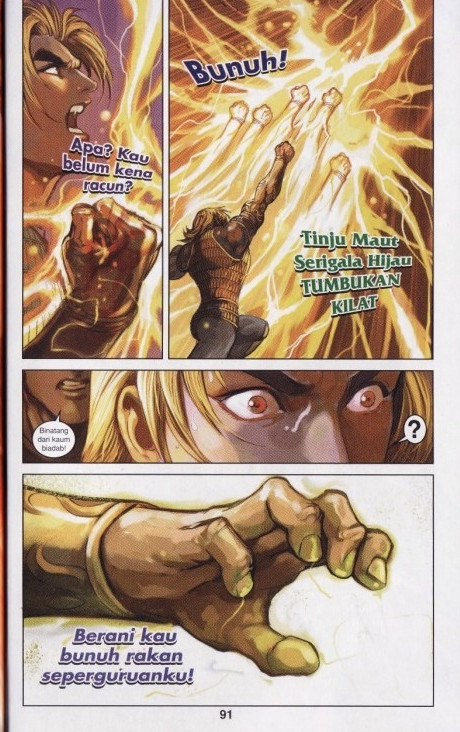 Apa? Kau
belum kena
racun?
Bunuh!
Tinju Maut
Serigala Hijau
TUMBUKAN
KILAT
Binatang
dari kaum
biadab!
?
Berani kau
bunuh rakan
seperguruanku!
91